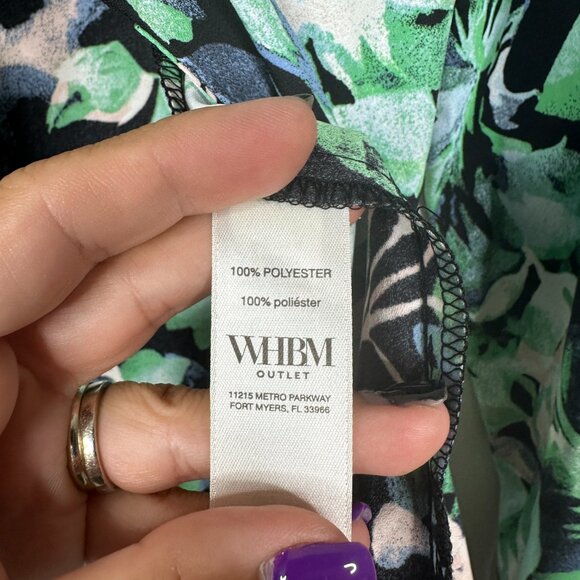 100% POLYESTER
100% poliéster
WHBM
OUTLET
11215 METRO PARKWAY
FORT MYERS, FL 33966